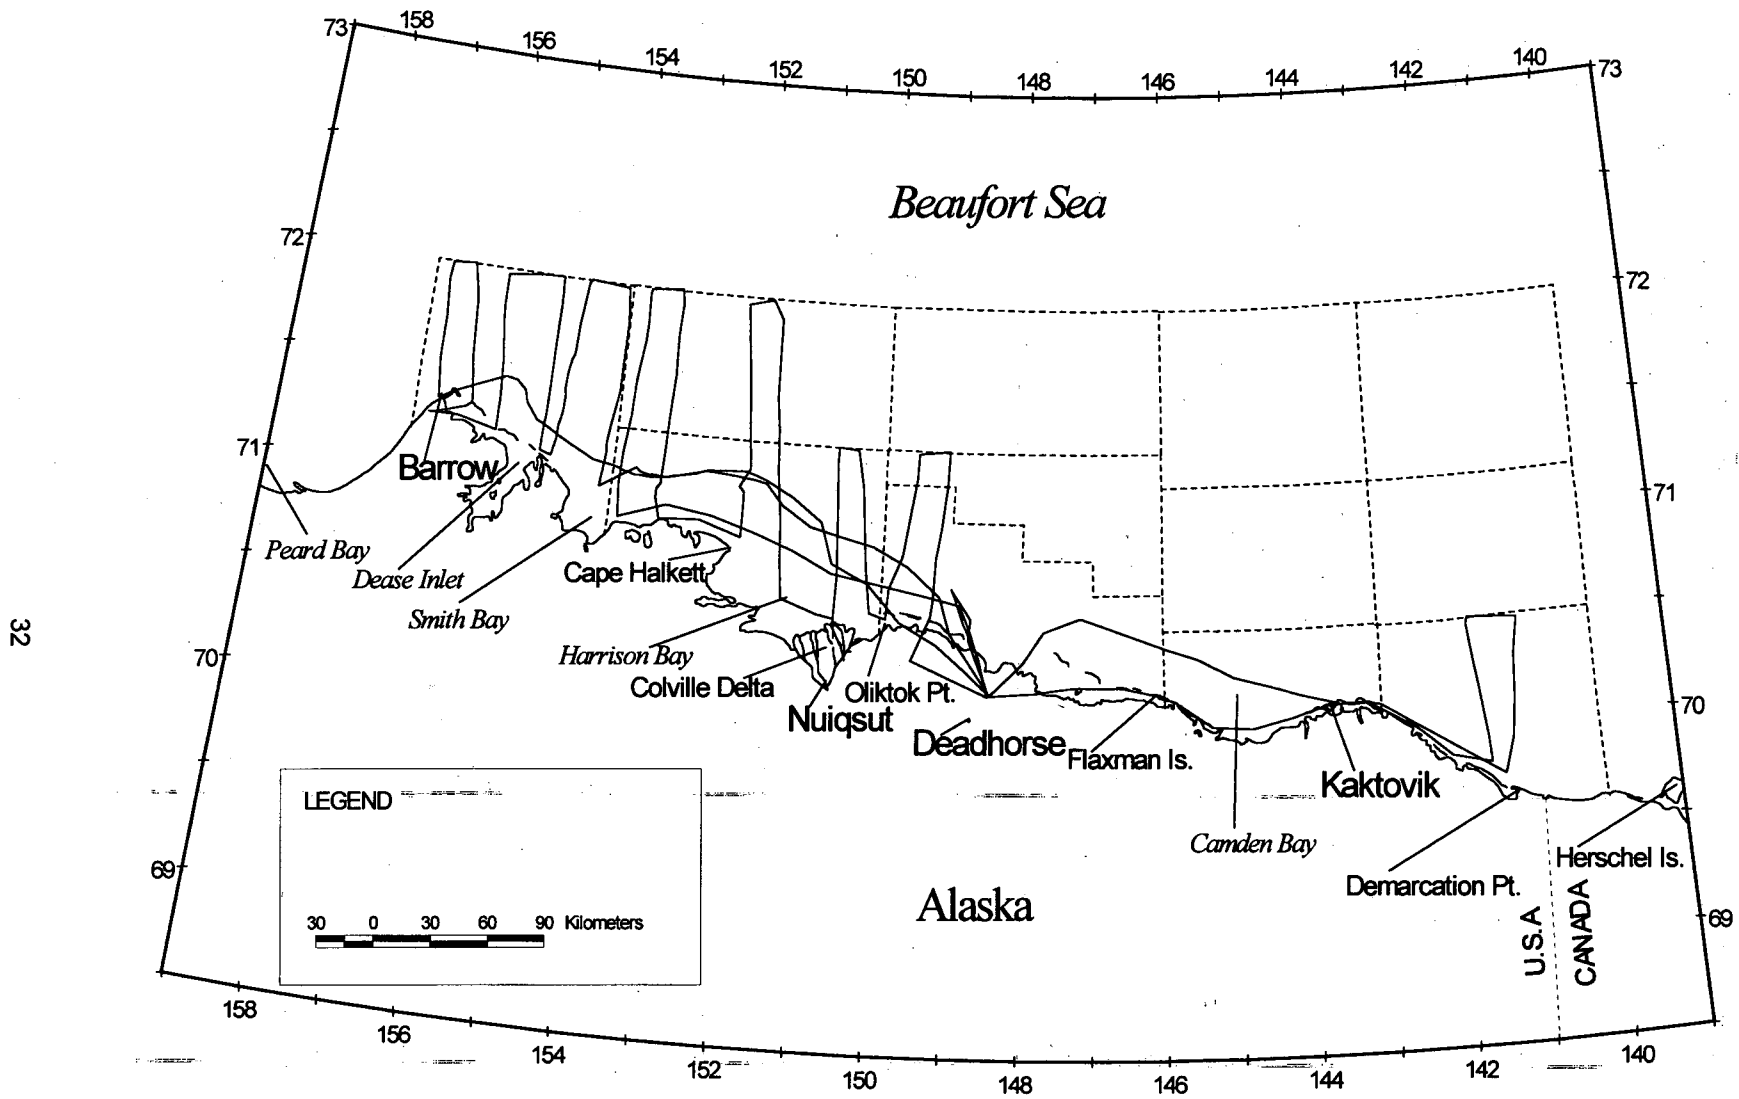 73
158
156
154
152
150
148
146
144
142
140
73
Beaufort Sea
72
72
71
71
Barrow
Peard Bay
Dease Inlet
Cape Halkett
Smith Bay
32
70
Harrison Bay
Colville Delta
Oliktok Pt.
70
Nuiqsut
Deadhorse
Flaxman Is.
Kaktovik
LEGEND
Camden Bay
Herschel Is.
69
Demarcation Pt.
Alaska
69
30 0 30 60 90 Kilometers
U.S.A
CANADA
158
156
154
152
150
148
146
144
142
140